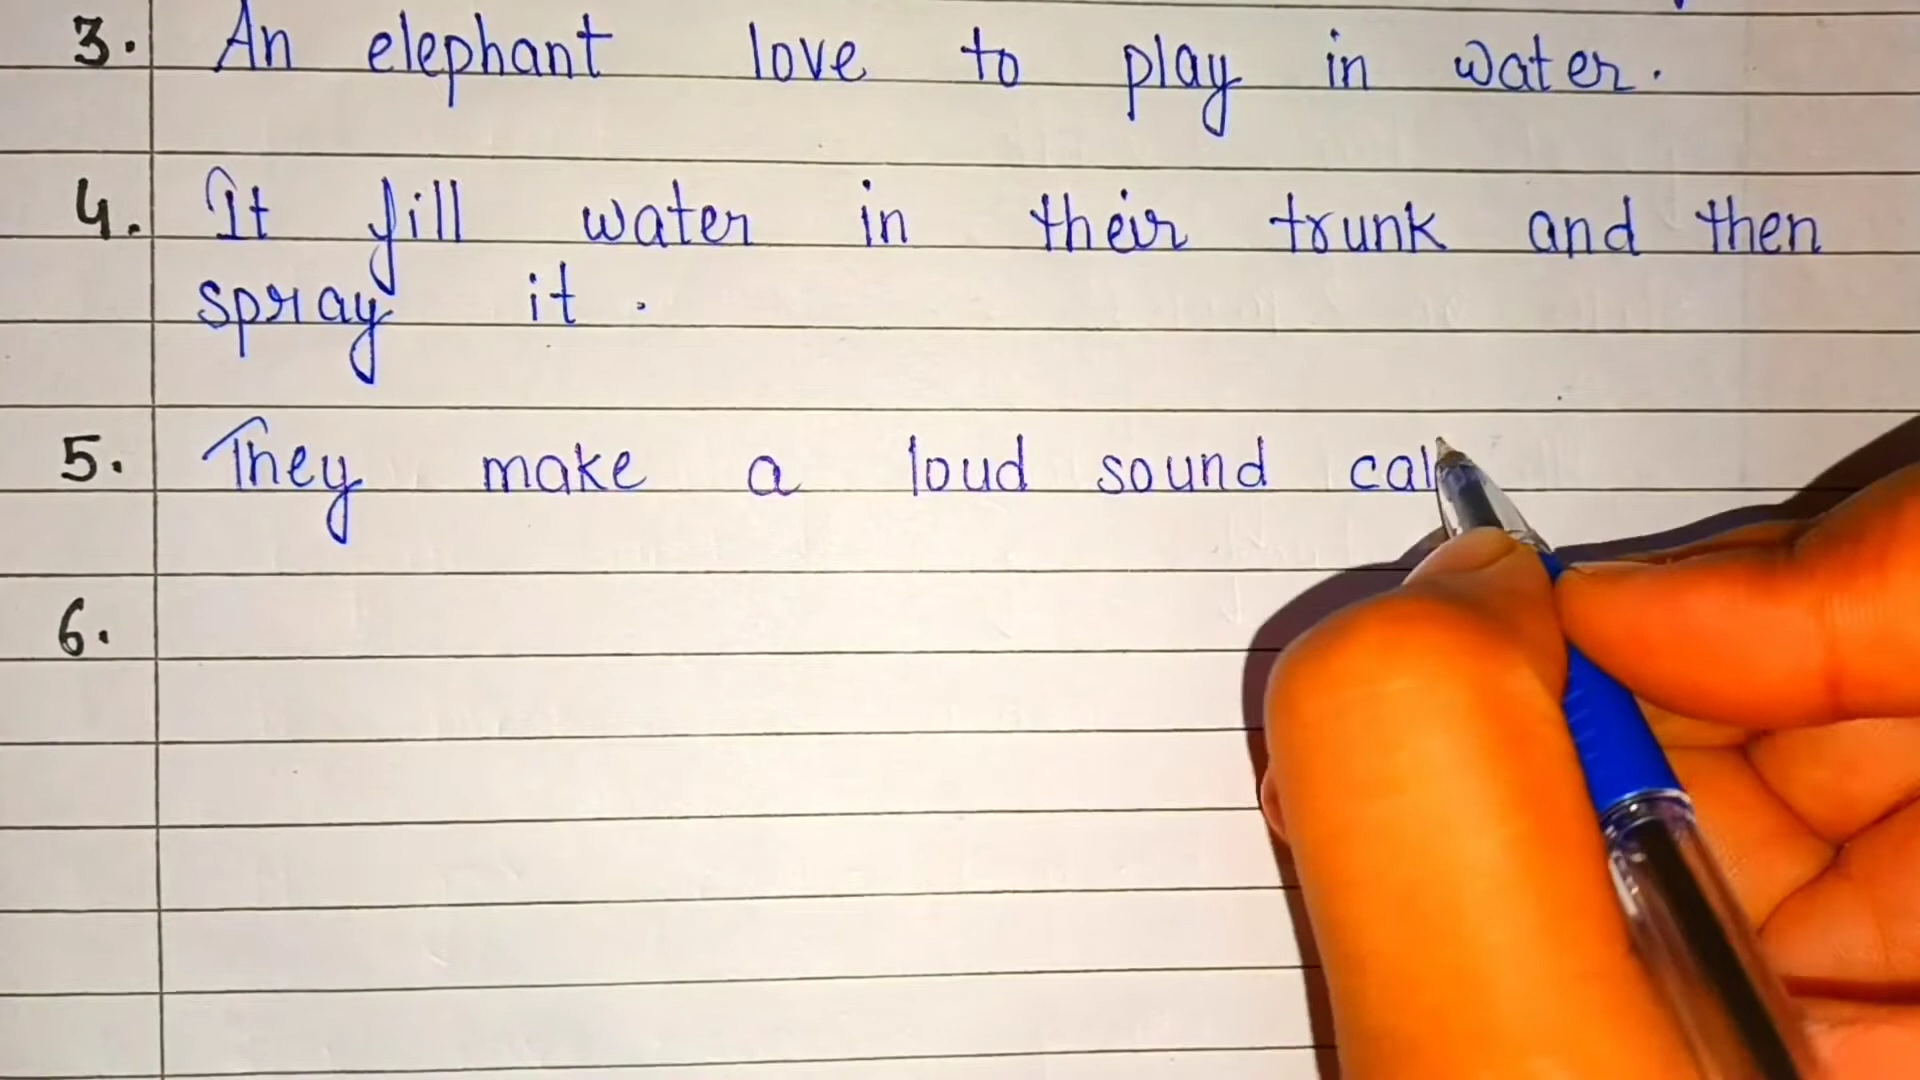 3. An elephant love to play in water.
4. It fill water in their trunk and then
spray it.
5. They make a loud sound cal
6.